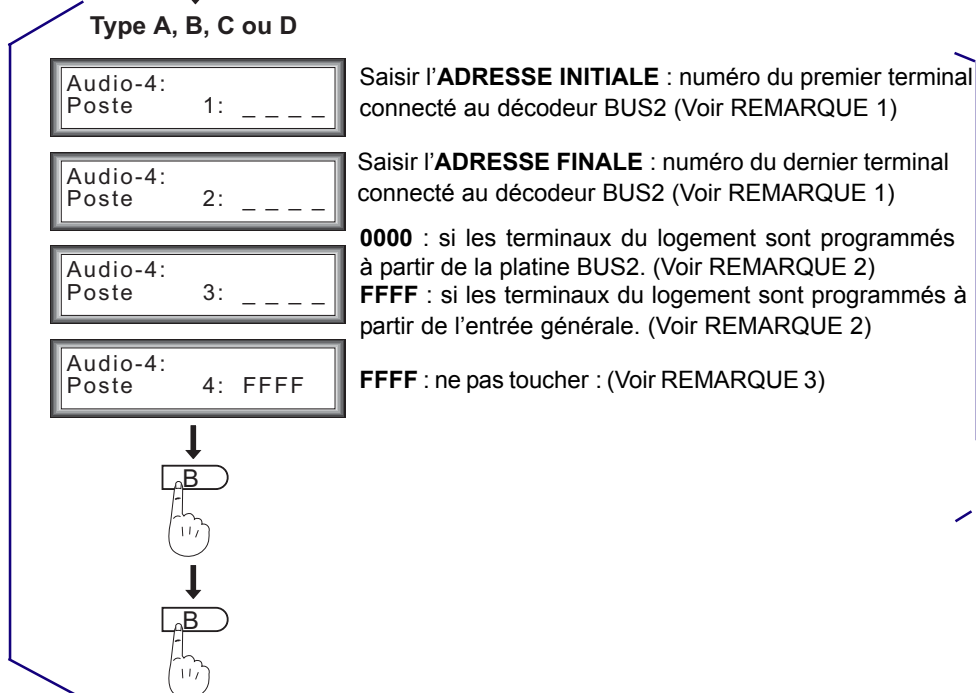 Type A, B, C ou D
Audio-4:
Poste 1: _ _ _ _
Saisir l’ADRESSE INITIALE : numéro du premier terminal
connecté au décodeur BUS2 (Voir REMARQUE 1)
Audio-4:
Poste 2: _ _ _ _
Saisir l’ADRESSE FINALE : numéro du dernier terminal
connecté au décodeur BUS2 (Voir REMARQUE 1)
Audio-4:
Poste 3: _ _ _ _
0000 : si les terminaux du logement sont programmés
à partir de la platine BUS2. (Voir REMARQUE 2)
FFFF : si les terminaux du logement sont programmés à
partir de l’entrée générale. (Voir REMARQUE 2)
Audio-4:
Poste 4: FFFF
FFFF : ne pas toucher : (Voir REMARQUE 3)
B
B